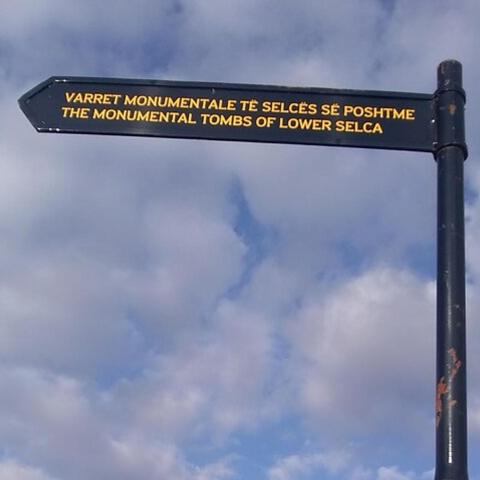 VARRET MONUMENTALE TË SELCËS SË POSHTME
THE MONUMENTAL TOMBS OF LOWER SELCA